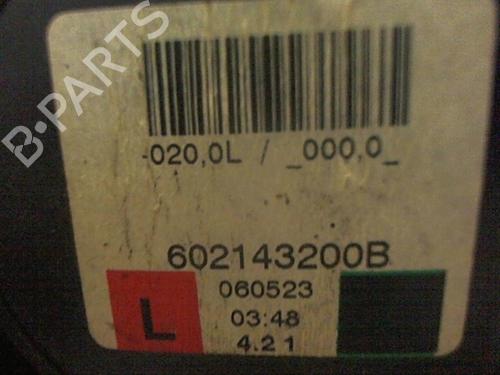 B-PARTS
-020,0L / _000,0_
602143200B
060523
L
03:48
4.2 1